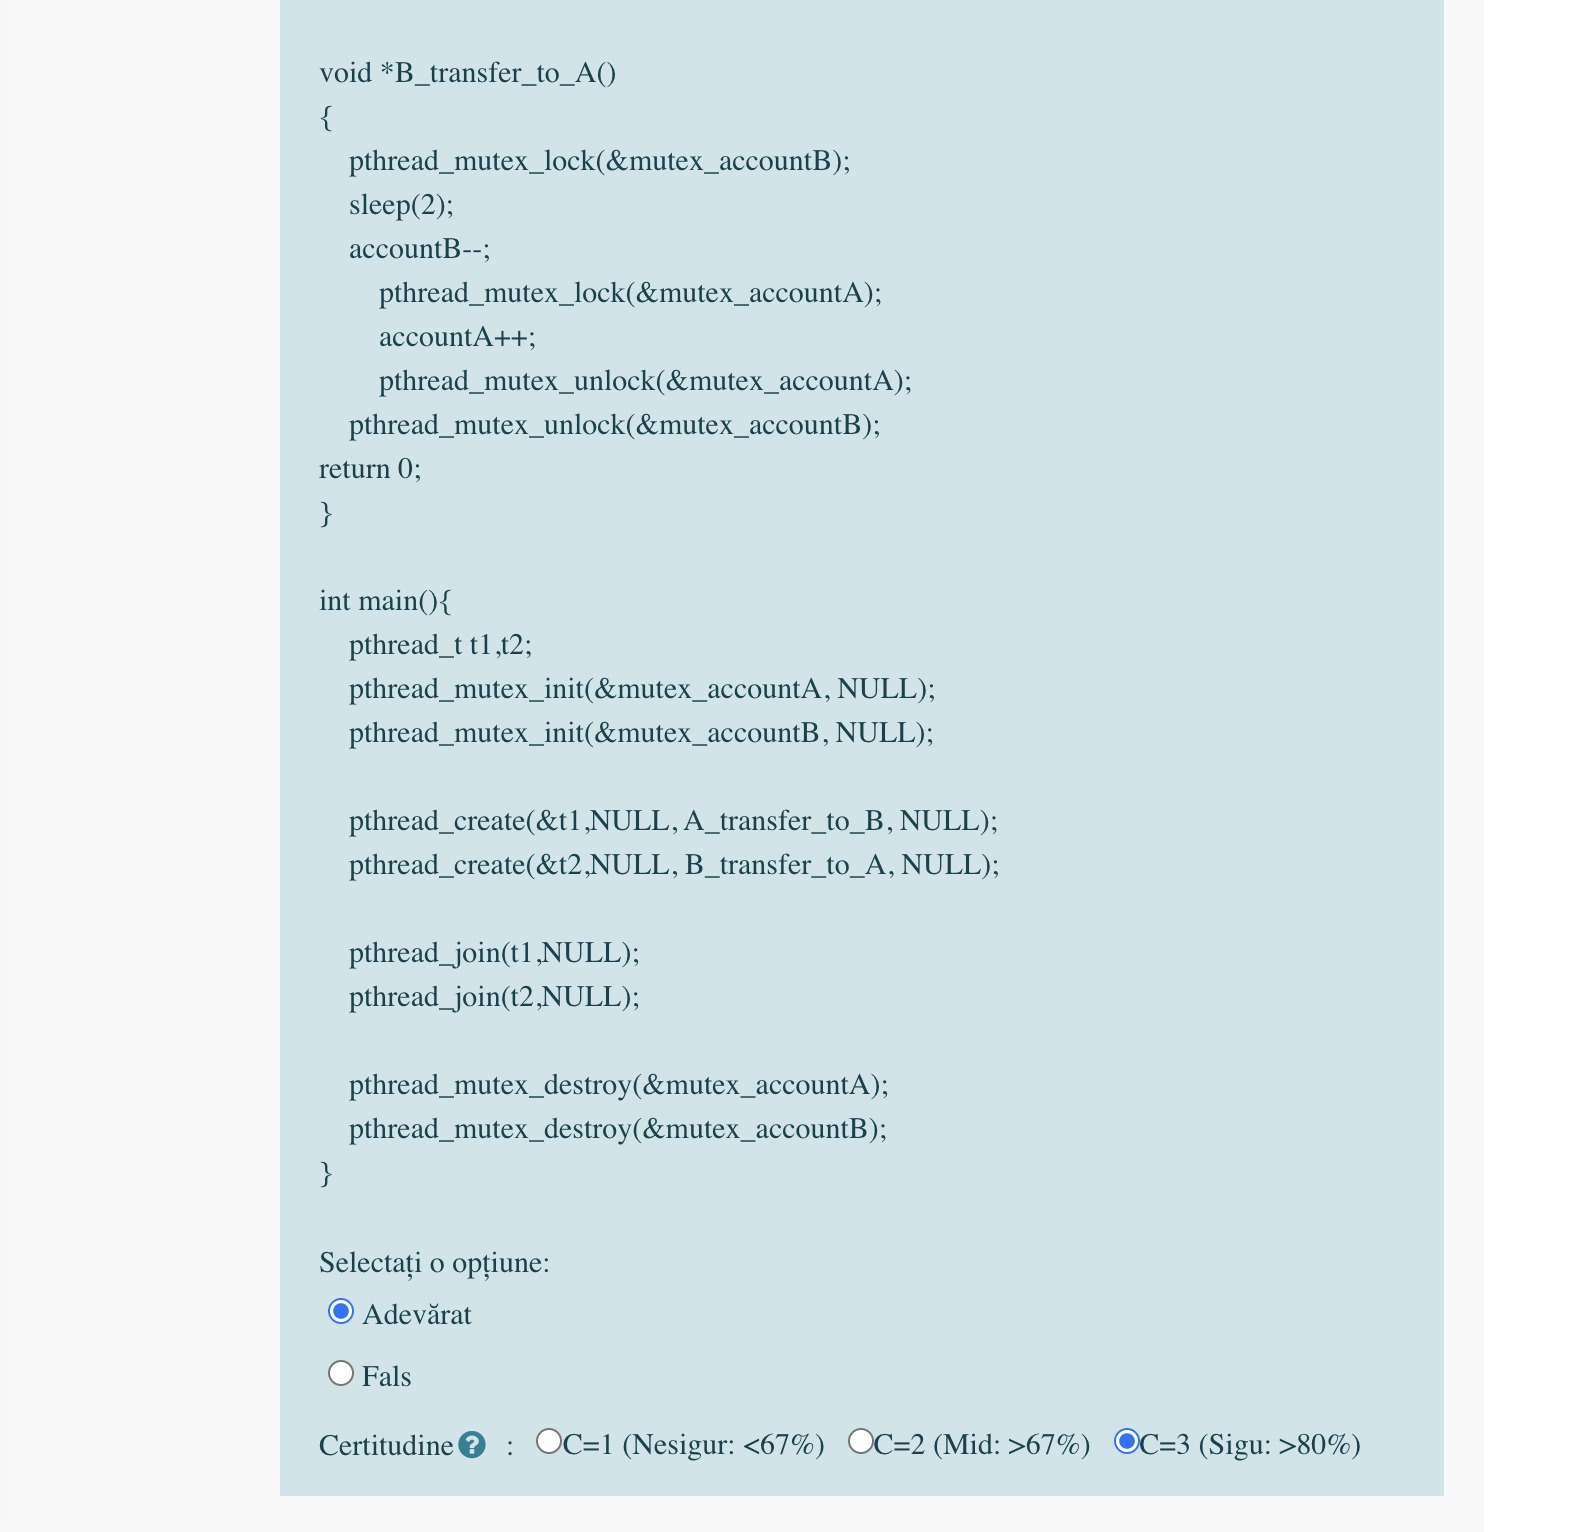 void *B_transfer_to_A()
{
pthread_mutex_lock(&mutex_accountB);
sleep(2);
accountB--;
pthread_mutex_lock(&mutex_accountA);
accountA++;
pthread_mutex_unlock(&mutex_accountA);
pthread_mutex_unlock(&mutex_accountB);
return 0;
}
int main(){
pthread_t t1,t2;
pthread_mutex_init(&mutex_accountA, NULL);
pthread_mutex_init(&mutex_accountB, NULL);
pthread_create(&t1,NULL, A_transfer_to_B, NULL);
pthread_create(&t2,NULL, B_transfer_to_A, NULL);
pthread_join(t1,NULL);
pthread_join(t2,NULL);
pthread_mutex_destroy(&mutex_accountA);
pthread_mutex_destroy(&mutex_accountB);
}
Selectați o opțiune:
Adevărat
Fals
Certitudine ? : C=1 (Nesigur: <67%) C=2 (Mid: >67%) C=3 (Sigu: >80%)